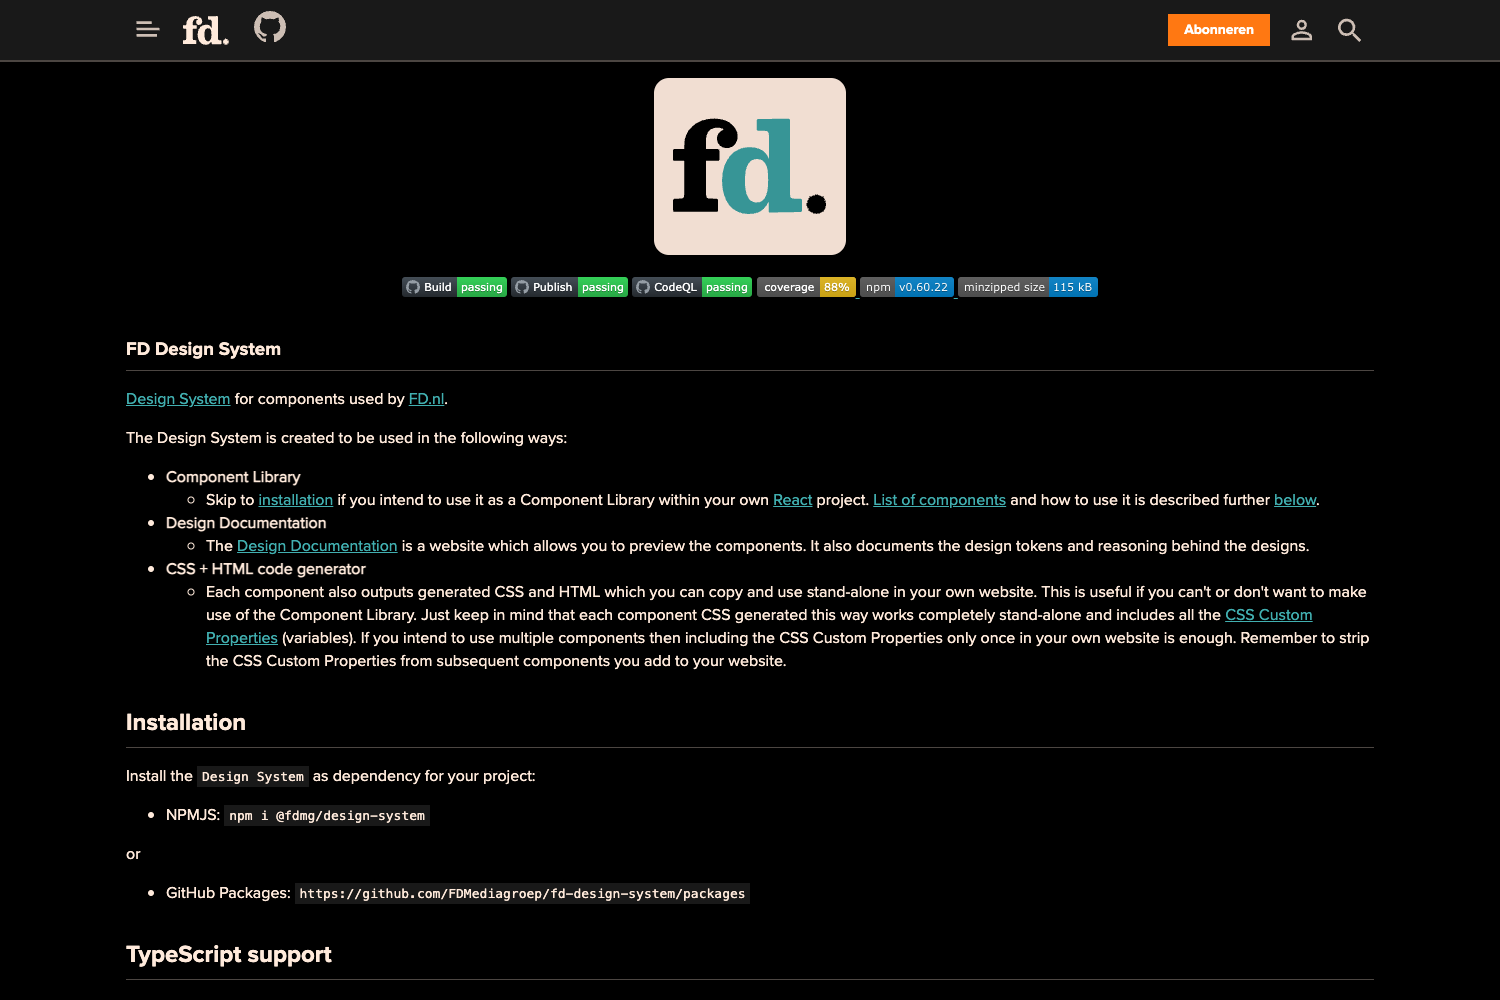 fd.
Abonneren
fd.
Build passing Publish passing CodeQL passing coverage 88% npm v0.60.22 minzipped size 115 kB
FD Design System
Design System for components used by FD.nl.
The Design System is created to be used in the following ways:
• Component Library
Skip to installation if you intend to use it as a Component Library within your own React project. List of components and how to use it is described further below.
• Design Documentation
The Design Documentation is a website which allows you to preview the components. It also documents the design tokens and reasoning behind the designs.
• CSS + HTML code generator
Each component also outputs generated CSS and HTML which you can copy and use stand-alone in your own website. This is useful if you can't or don't want to make
use of the Component Library. Just keep in mind that each component CSS generated this way works completely stand-alone and includes all the CSS Custom
Properties (variables). If you intend to use multiple components then including the CSS Custom Properties only once in your own website is enough. Remember to strip
the CSS Custom Properties from subsequent components you add to your website.
Installation
Install the Design System as dependency for your project:
• NPMJS: npm i @fdmg/design-system
or
• GitHub Packages: https://github.com/FDMediagroep/fd-design-system/packages
TypeScript support